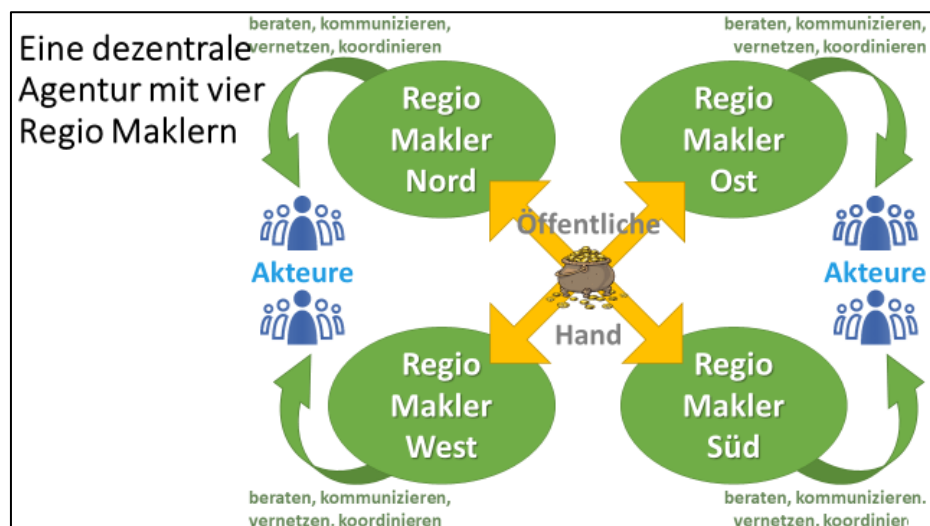 Eine dezentrale
Agentur mit vier
Regio Maklern
beraten, kommunizieren,
vernetzen, koordinieren
beraten, kommunizieren,
vernetzen, koordinieren
Regio
Makler
Nord
Regio
Makler
Ost
Öffentliche
Hand
Akteure
Akteure
Regio
Makler
West
Regio
Makler
Süd
beraten, kommunizieren,
vernetzen, koordinieren
beraten, kommunizieren.
vernetzen, koordinier